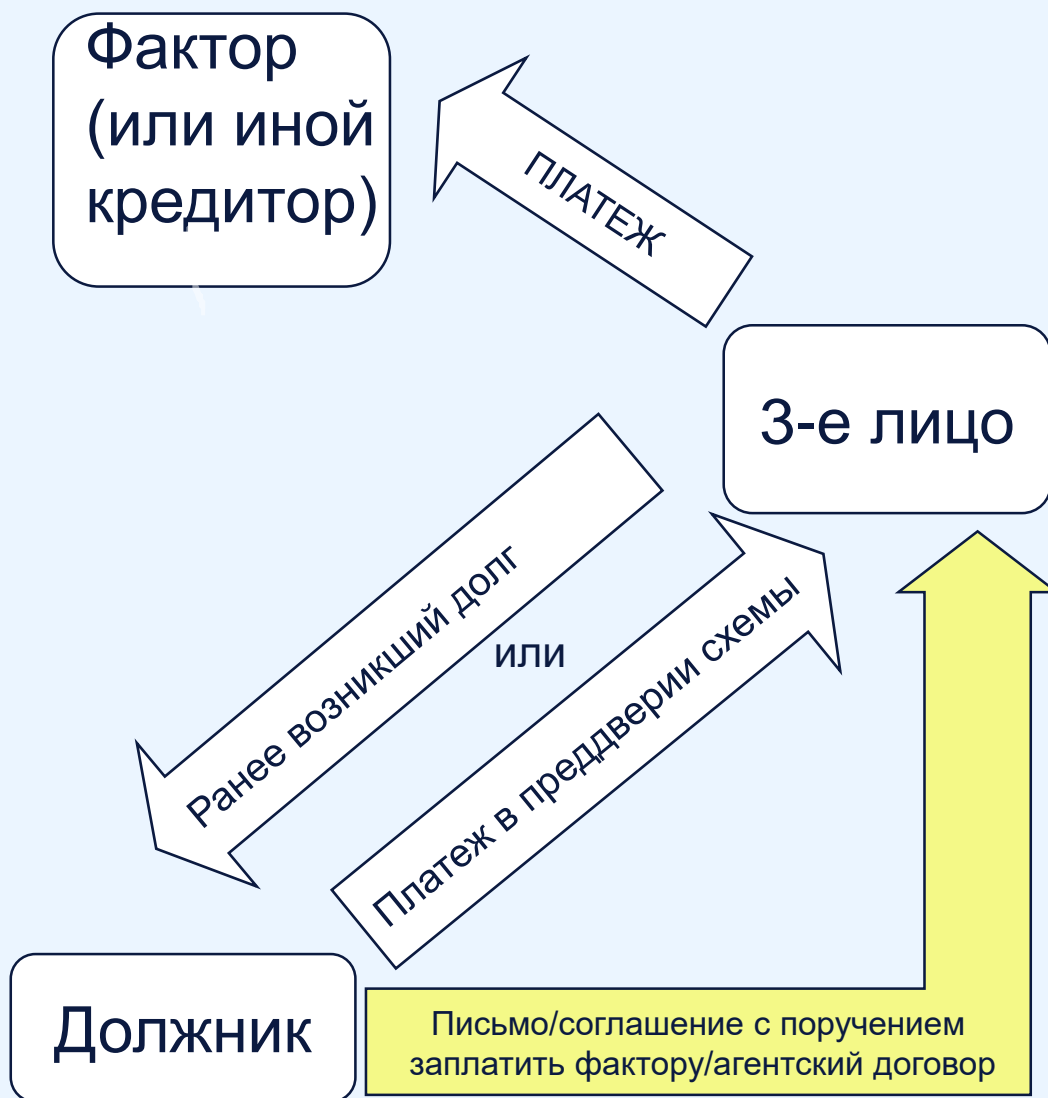 Фактор
(или иной
кредитор)
ПЛАТЕЖ
3-е лицо
Ранее возникший долг
или
Платеж в преддверии схемы
Должник
Письмо/соглашение с поручением
заплатить фактору/агентский договор